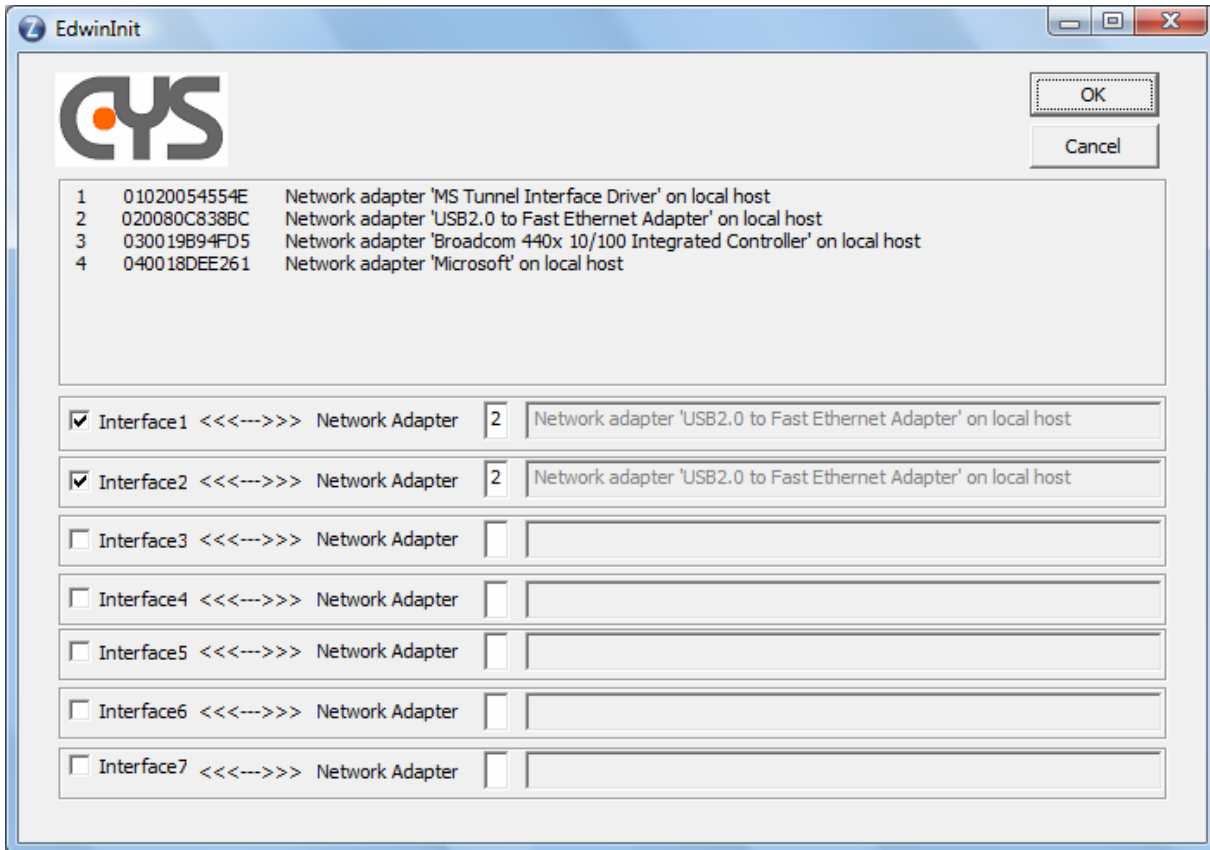 EdwinInit
CYS
OK
Cancel
1 01020054554E Network adapter 'MS Tunnel Interface Driver' on local host
2 020080C838BC Network adapter 'USB2.0 to Fast Ethernet Adapter' on local host
3 030019B94FD5 Network adapter 'Broadcom 440x 10/100 Integrated Controller' on local host
4 040018DEE261 Network adapter 'Microsoft' on local host
Interface1 <<<--->>> Network Adapter 2 Network adapter 'USB2.0 to Fast Ethernet Adapter' on local host
Interface2 <<<--->>> Network Adapter 2 Network adapter 'USB2.0 to Fast Ethernet Adapter' on local host
Interface3 <<<--->>> Network Adapter
Interface4 <<<--->>> Network Adapter
Interface5 <<<--->>> Network Adapter
Interface6 <<<--->>> Network Adapter
Interface7 <<<--->>> Network Adapter